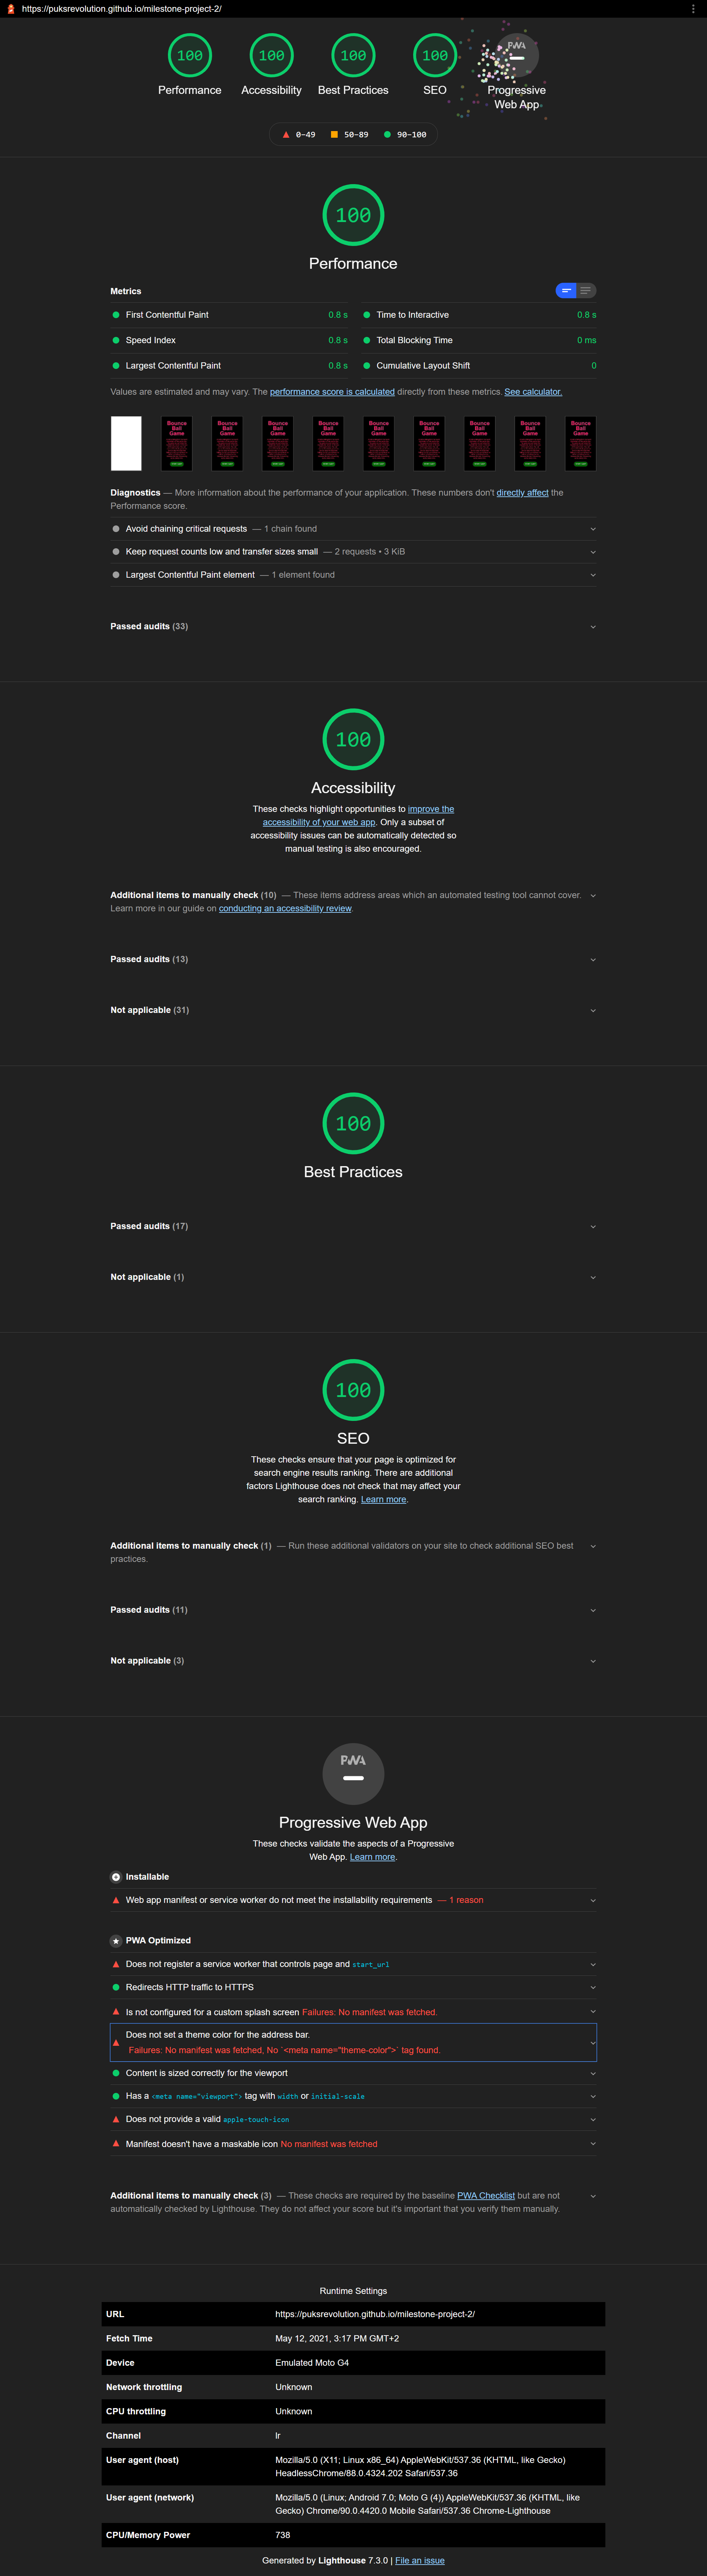 https://puksrevolution.github.io/milestone-project-2/
100
100
100
100
PWA
Performance
Accessibility
Best Practices
SEO
Progressive
Web App
0–49
50–89
90–100
100
Performance
Metrics
First Contentful Paint 0.8 s
Time to Interactive 0.8 s
Speed Index 0.8 s
Total Blocking Time 0 ms
Largest Contentful Paint 0.8 s
Cumulative Layout Shift 0
Values are estimated and may vary. The performance score is calculated directly from these metrics. See calculator.
Bounce
Ball
Game
Bounce
Ball
Game
Bounce
Ball
Game
Bounce
Ball
Game
Bounce
Ball
Game
Bounce
Ball
Game
Bounce
Ball
Game
Bounce
Ball
Game
Bounce
Ball
Game
Diagnostics — More information about the performance of your application. These numbers don't directly affect the
Performance score.
Avoid chaining critical requests — 1 chain found
Keep request counts low and transfer sizes small — 2 requests • 3 KiB
Largest Contentful Paint element — 1 element found
Passed audits (33)
100
Accessibility
These checks highlight opportunities to improve the
accessibility of your web app. Only a subset of
accessibility issues can be automatically detected so
manual testing is also encouraged.
Additional items to manually check (10) — These items address areas which an automated testing tool cannot cover.
Learn more in our guide on conducting an accessibility review.
Passed audits (13)
Not applicable (31)
100
Best Practices
Passed audits (17)
Not applicable (1)
100
SEO
These checks ensure that your page is optimized for
search engine results ranking. There are additional
factors Lighthouse does not check that may affect your
search ranking. Learn more.
Additional items to manually check (1) — Run these additional validators on your site to check additional SEO best
practices.
Passed audits (11)
Not applicable (3)
PWA
Progressive Web App
These checks validate the aspects of a Progressive
Web App. Learn more.
Installable
Web app manifest or service worker do not meet the installability requirements — 1 reason
PWA Optimized
Does not register a service worker that controls page and start_url
Redirects HTTP traffic to HTTPS
Is not configured for a custom splash screen Failures: No manifest was fetched.
Does not set a theme color for the address bar.
Failures: No manifest was fetched, No `<meta name="theme-color">` tag found.
Content is sized correctly for the viewport
Has a <meta name="viewport"> tag with width or initial-scale
Does not provide a valid apple-touch-icon
Manifest doesn't have a maskable icon No manifest was fetched
Additional items to manually check (3) — These checks are required by the baseline PWA Checklist but are not
automatically checked by Lighthouse. They do not affect your score but it's important that you verify them manually.
Runtime Settings
URL https://puksrevolution.github.io/milestone-project-2/
Fetch Time May 12, 2021, 3:17 PM GMT+2
Device Emulated Moto G4
Network throttling Unknown
CPU throttling Unknown
Channel lr
User agent (host) Mozilla/5.0 (X11; Linux x86_64) AppleWebKit/537.36 (KHTML, like Gecko)
HeadlessChrome/88.0.4324.202 Safari/537.36
User agent (network) Mozilla/5.0 (Linux; Android 7.0; Moto G (4)) AppleWebKit/537.36 (KHTML, like
Gecko) Chrome/90.0.4420.0 Mobile Safari/537.36 Chrome-Lighthouse
CPU/Memory Power 738
Generated by Lighthouse 7.3.0 | File an issue